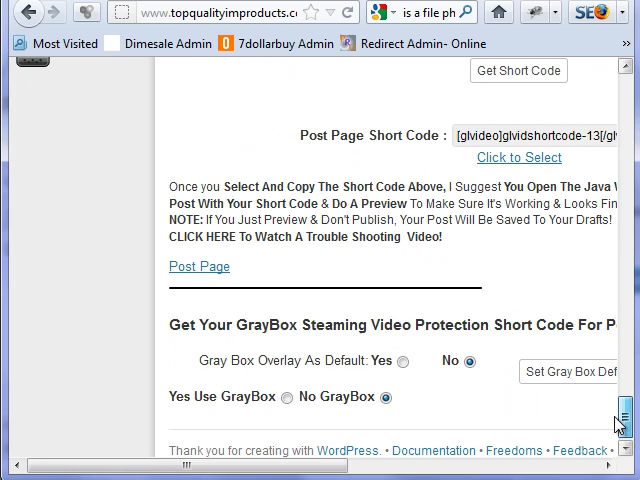 www.topqualityimproducts.co
is a file ph
SEO
Most Visited
Dimesale Admin
7dollarbuy Admin
Redirect Admin- Online
Get Short Code
Post Page Short Code :
[glvideo]glvidshortcode-13[/glv
Click to Select
Once you Select And Copy The Short Code Above, I Suggest You Open The Java W
Post With Your Short Code & Do A Preview To Make Sure It's Working & Looks Fin
NOTE: If You Just Preview & Don't Publish, Your Post Will Be Saved To Your Drafts!
CLICK HERE To Watch A Trouble Shooting Video!
Post Page
Get Your GrayBox Steaming Video Protection Short Code For Po
Gray Box Overlay As Default: Yes
No
Set Gray Box Def
Yes Use GrayBox
No GrayBox
Thank you for creating with WordPress. • Documentation • Freedoms • Feedback •